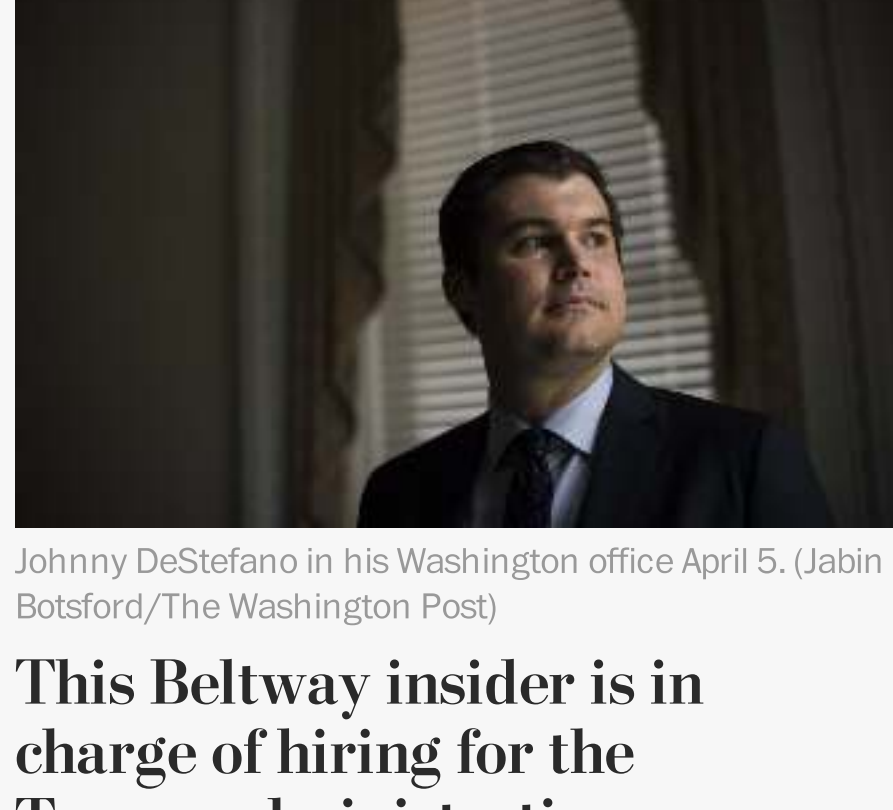 Johnny DeStefano in his Washington office April 5. (Jabin
Botsford/The Washington Post)
This Beltway insider is in
charge of hiring for the